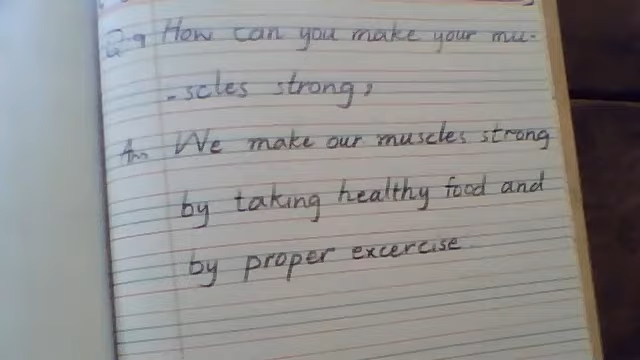 Q.9 How can you make your mu-
-scles strong?
Ans We make our muscles strong
by taking healthy food and
by proper excercise